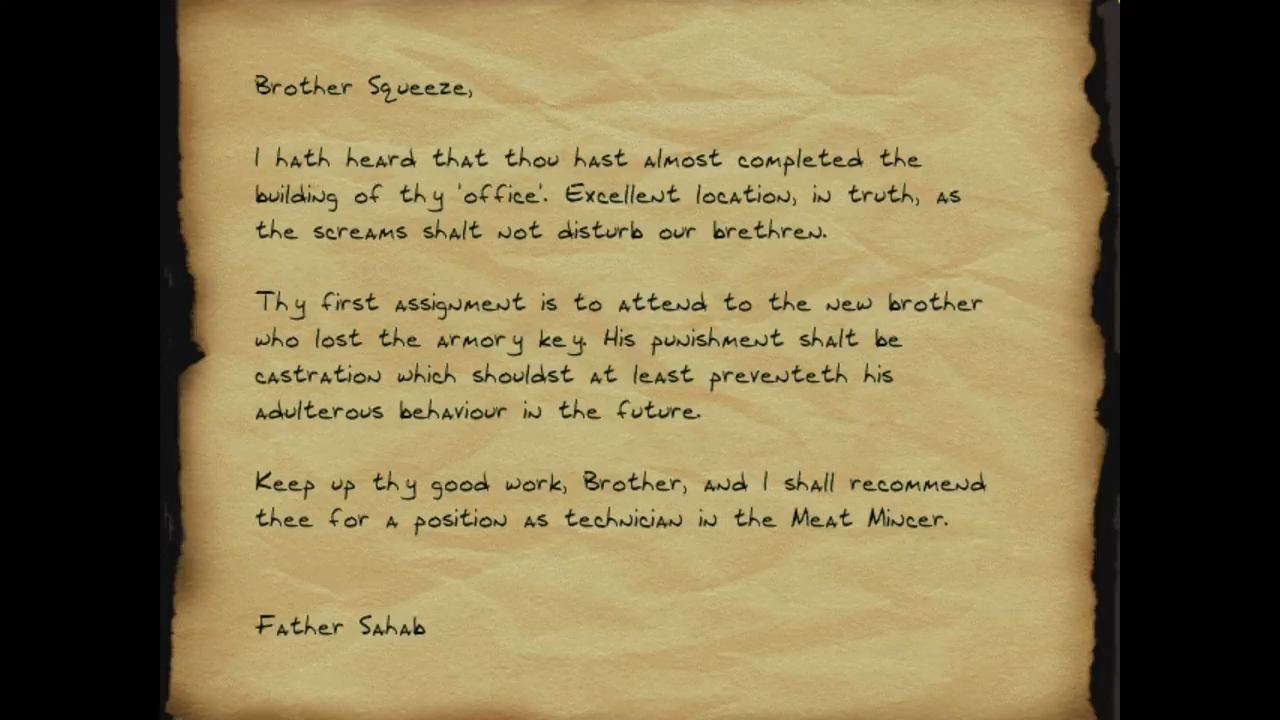 Brother Squeeze,
I hath heard that thou hast almost completed the
building of thy 'office'. Excellent location, in truth, as
the screams shalt not disturb our brethren.
Thy first assignment is to attend to the new brother
who lost the armory key. His punishment shalt be
castration which shouldst at least preventeth his
adulterous behaviour in the future.
Keep up thy good work, Brother, and I shall recommend
thee for a position as technician in the Meat Mincer.
Father Sahab